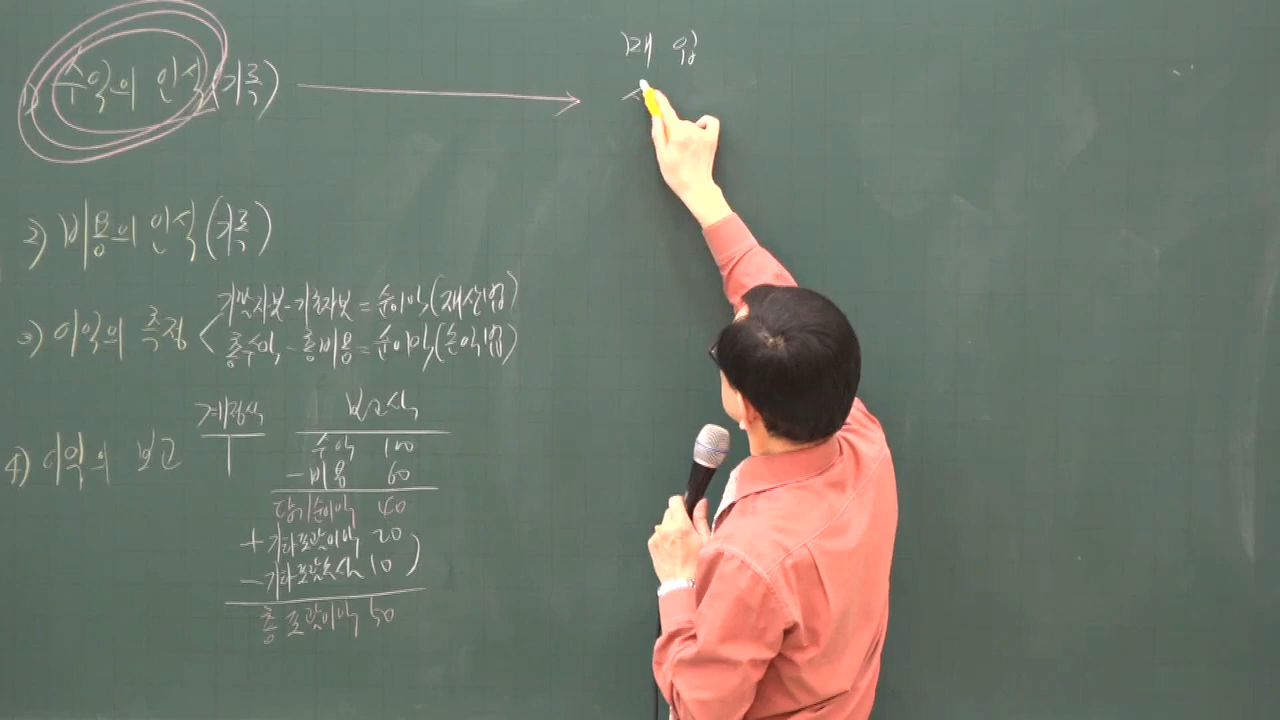 1) 수익의 인식(기록)
매입
2) 비용의 인식(기록)
3) 이익의 측정
기말자본-기초자본=순이익(재산법)
총수익-총비용=순이익(손익법)
4) 이익의 보고
계정식
보고식
수익 100
-비용 60
당기순이익 40
+기타포괄이익 20
-기타포괄손실 10)
총포괄이익 50